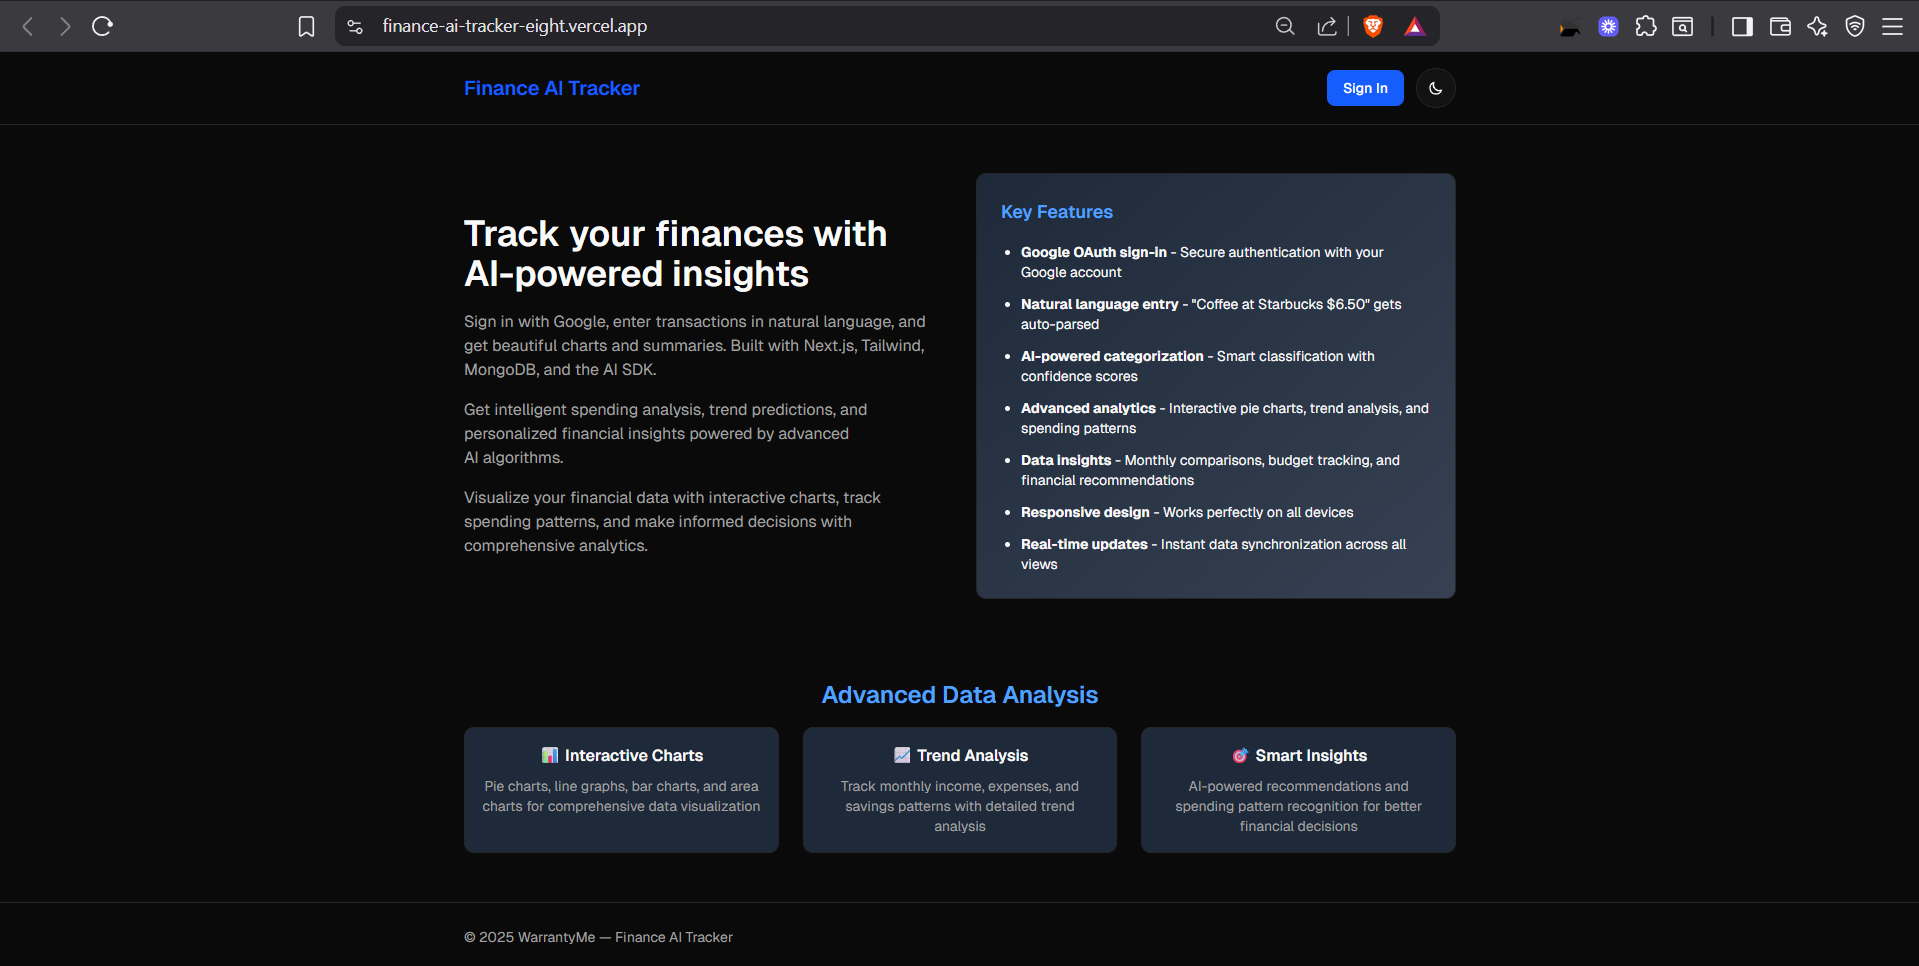 finance-ai-tracker-eight.vercel.app
Finance AI Tracker
Sign In
Track your finances with
AI-powered insights
Sign in with Google, enter transactions in natural language, and
get beautiful charts and summaries. Built with Next.js, Tailwind,
MongoDB, and the AI SDK.
Get intelligent spending analysis, trend predictions, and
personalized financial insights powered by advanced
AI algorithms.
Visualize your financial data with interactive charts, track
spending patterns, and make informed decisions with
comprehensive analytics.
Key Features
Google OAuth sign-in - Secure authentication with your
Google account
Natural language entry - "Coffee at Starbucks $6.50" gets
auto-parsed
AI-powered categorization - Smart classification with
confidence scores
Advanced analytics - Interactive pie charts, trend analysis, and
spending patterns
Data insights - Monthly comparisons, budget tracking, and
financial recommendations
Responsive design - Works perfectly on all devices
Real-time updates - Instant data synchronization across all
views
Advanced Data Analysis
📊 Interactive Charts
Pie charts, line graphs, bar charts, and area
charts for comprehensive data visualization
📈 Trend Analysis
Track monthly income, expenses, and
savings patterns with detailed trend
analysis
🎯 Smart Insights
AI-powered recommendations and
spending pattern recognition for better
financial decisions
© 2025 WarrantyMe — Finance AI Tracker